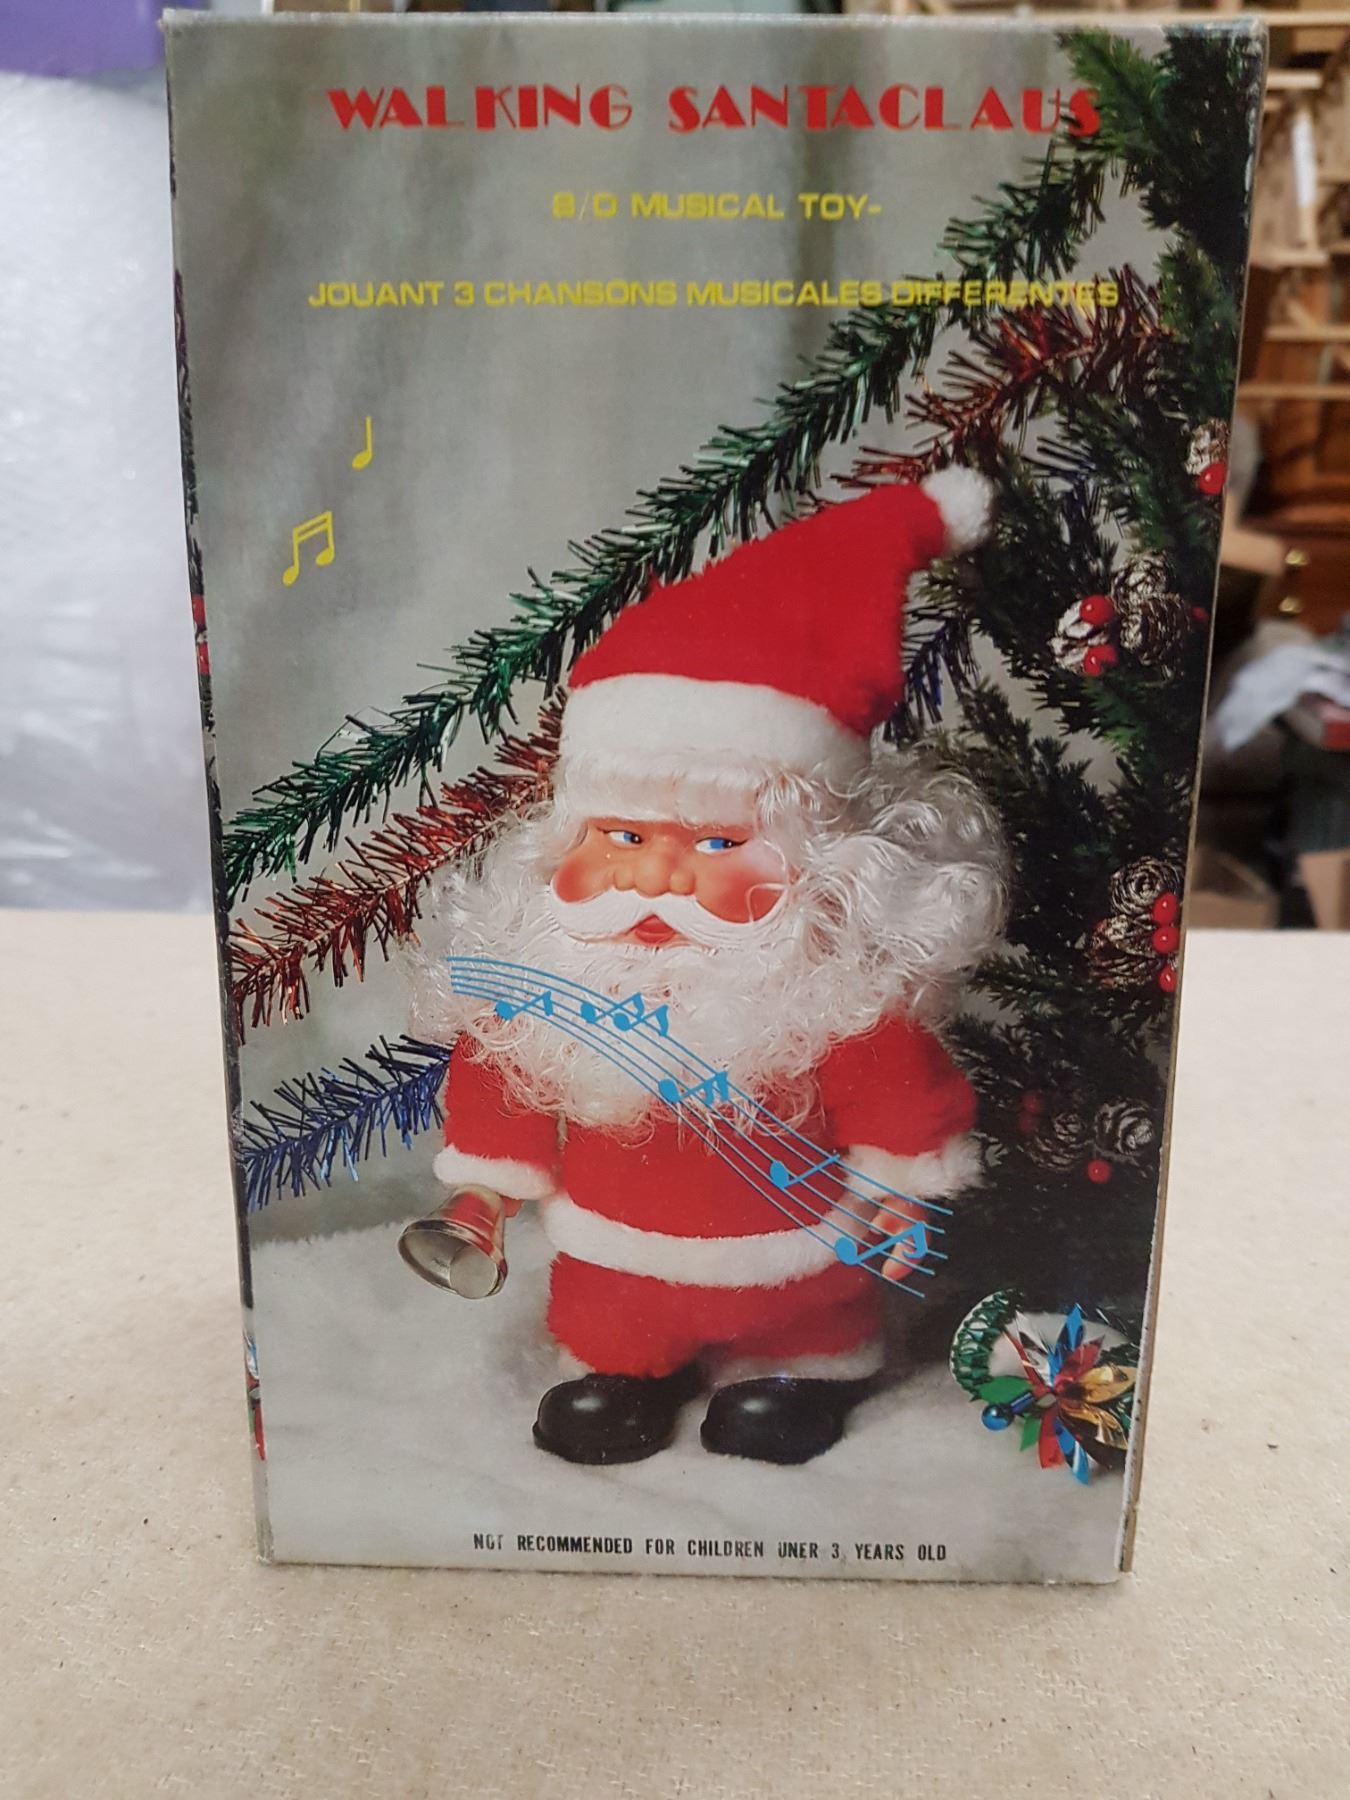 WALKING SANTACLAUS
B/O MUSICAL TOY-
JOUANT 3 CHANSONS MUSICALES DIFFERENTES
NOT RECOMMENDED FOR CHILDREN UNER 3 YEARS OLD